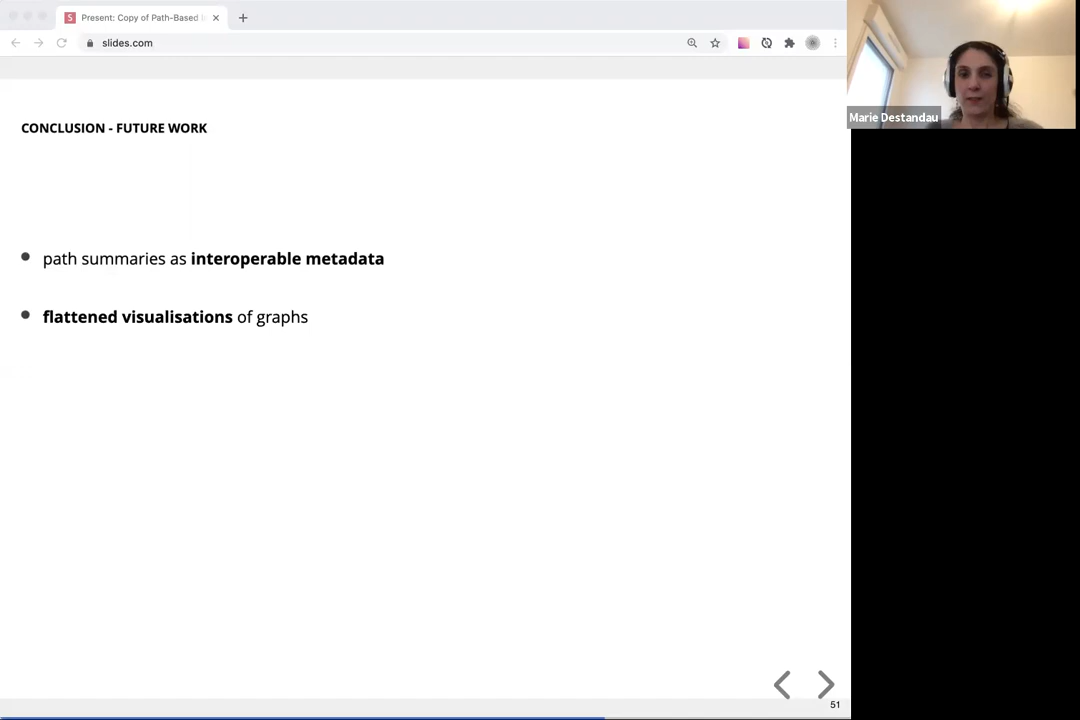 Present: Copy of Path-Based
slides.com
Marie Destandau
CONCLUSION - FUTURE WORK
path summaries as interoperable metadata
flattened visualisations of graphs
51